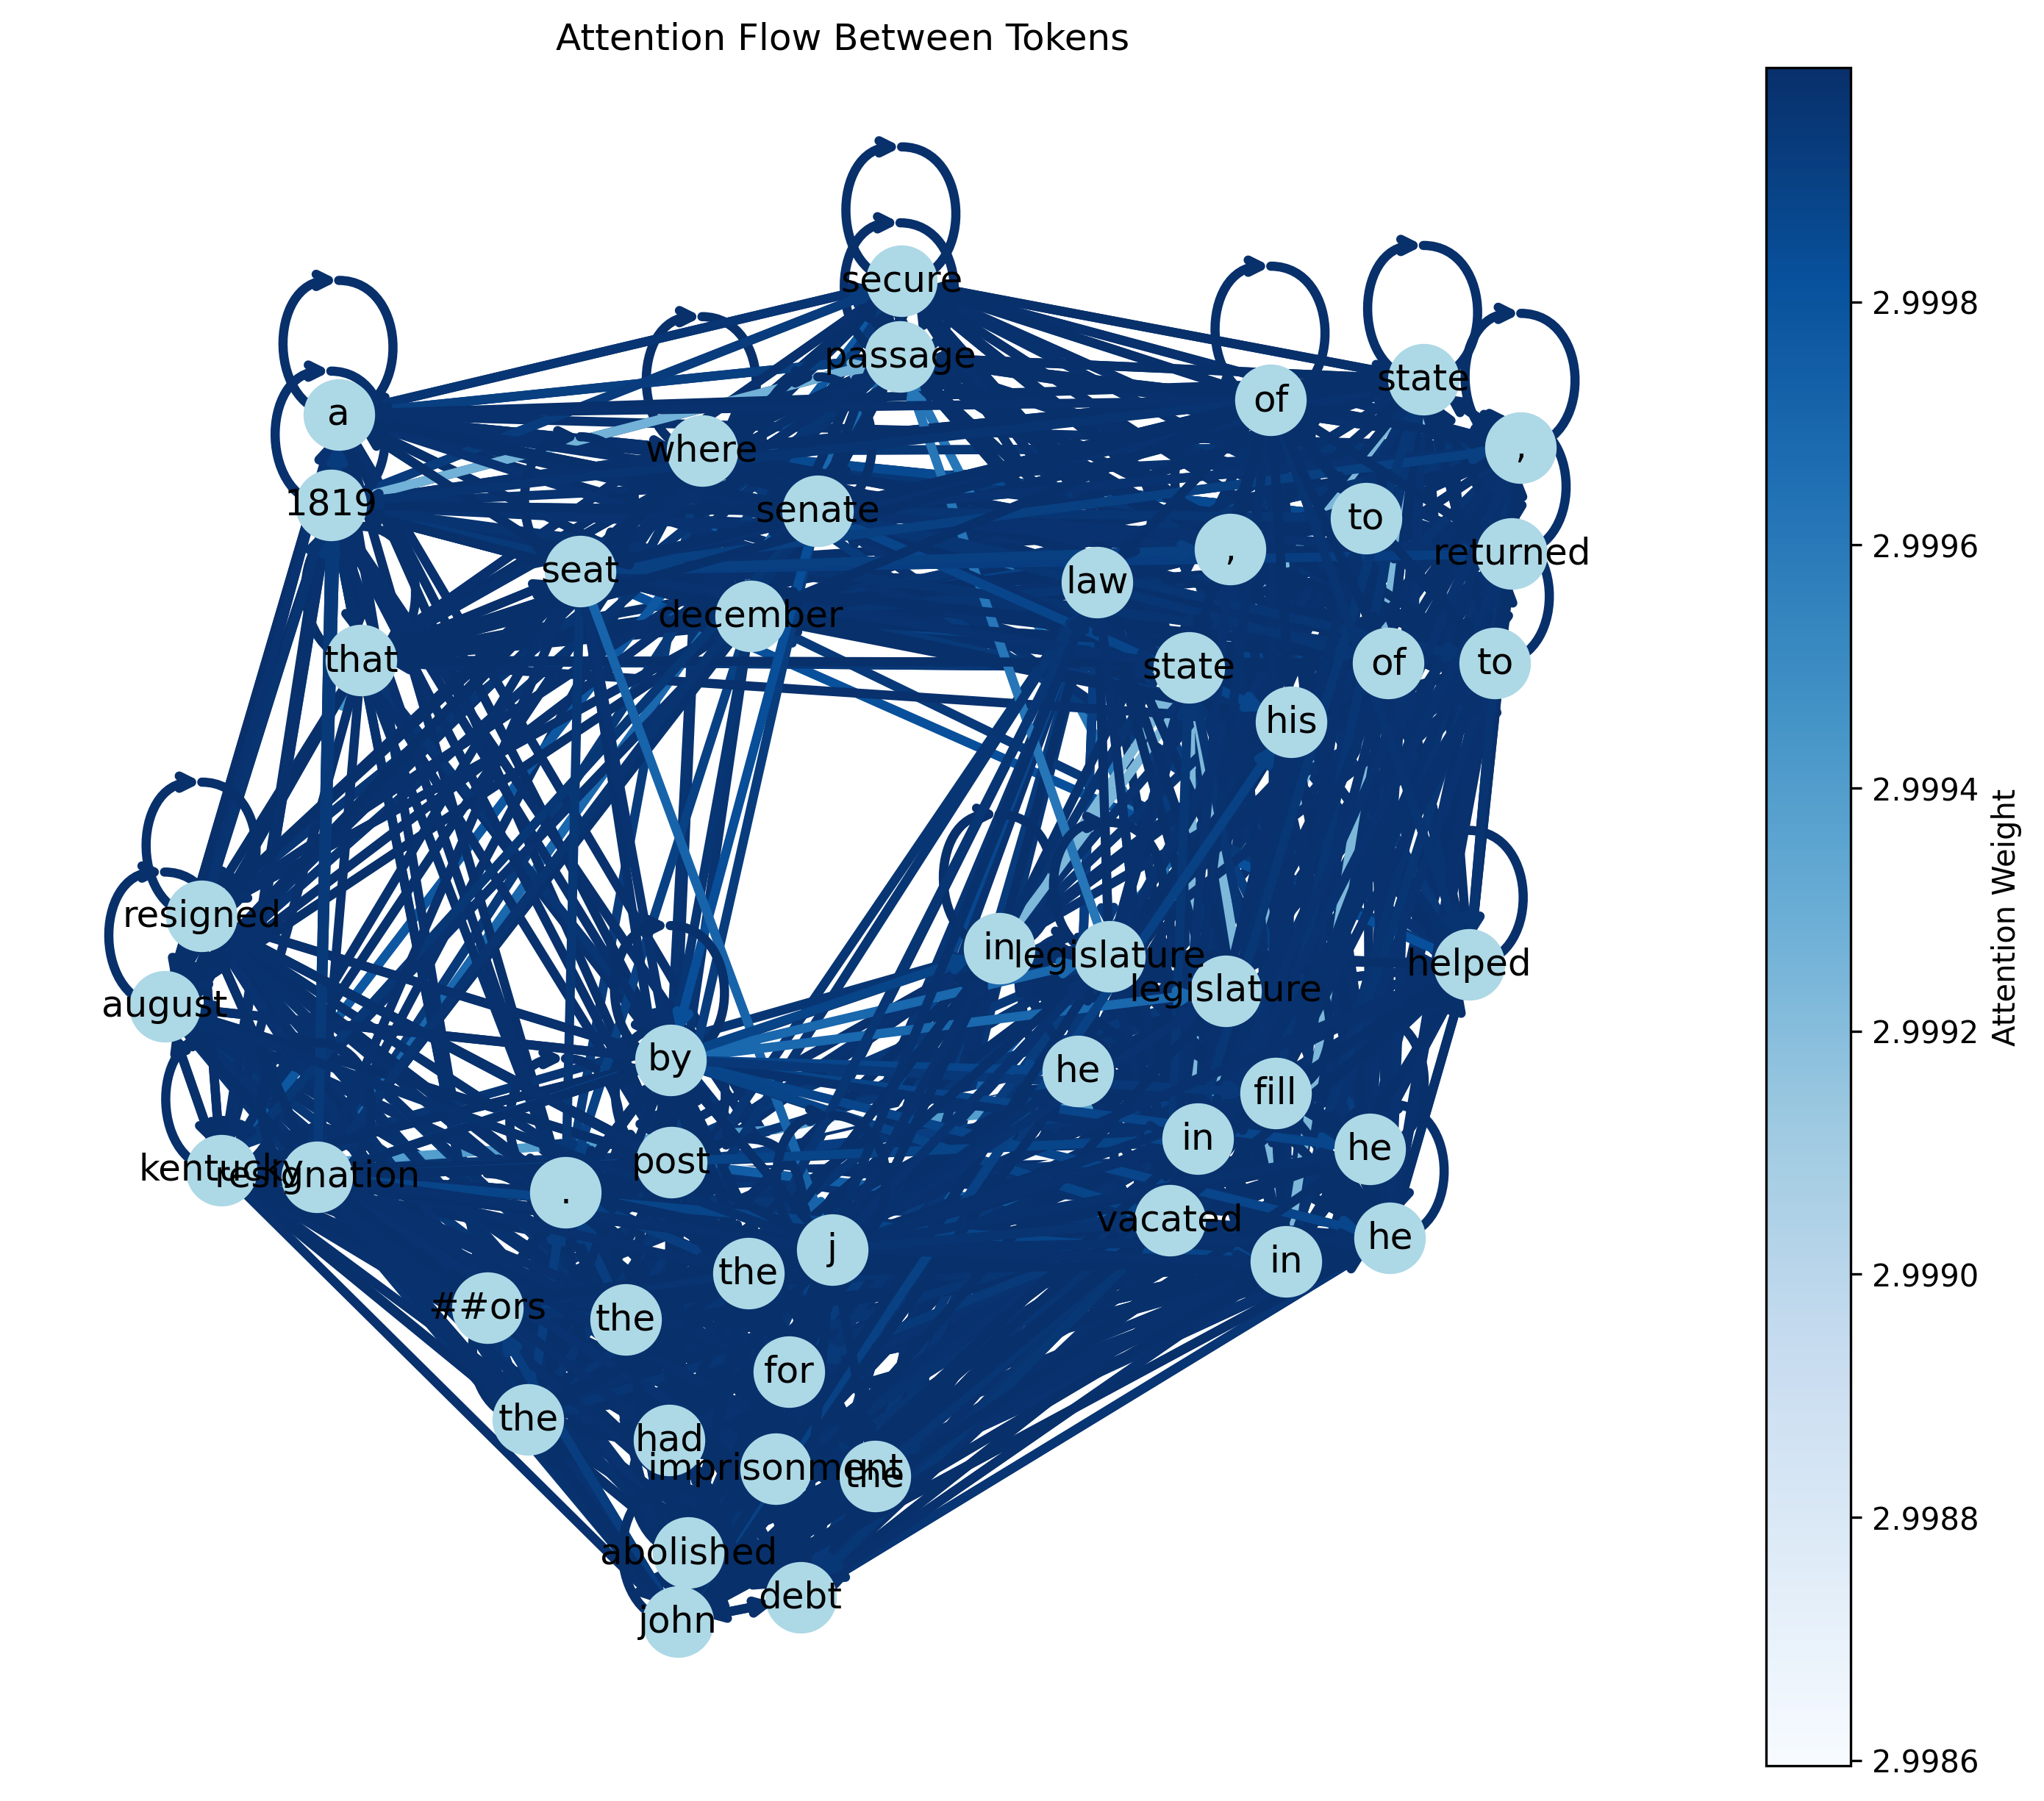 Attention Flow Between Tokens
secure
passage
a
where
of
state
,
1819
senate
to
,
returned
seat
law
december
that
state
of
to
his
resigned
in
legislature
helped
legislature
august
by
he
fill
kentucky
resignation
.
post
in
he
vacated
he
j
the
in
##ors
the
for
the
had
imprisonment
the
abolished
debt
john
2.9998
2.9996
2.9994
2.9992
2.9990
2.9988
2.9986
Attention Weight